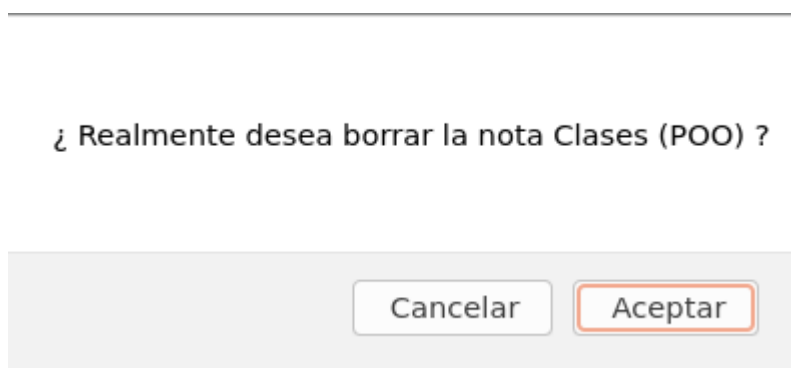 ¿ Realmente desea borrar la nota Clases (POO) ?
Cancelar Aceptar